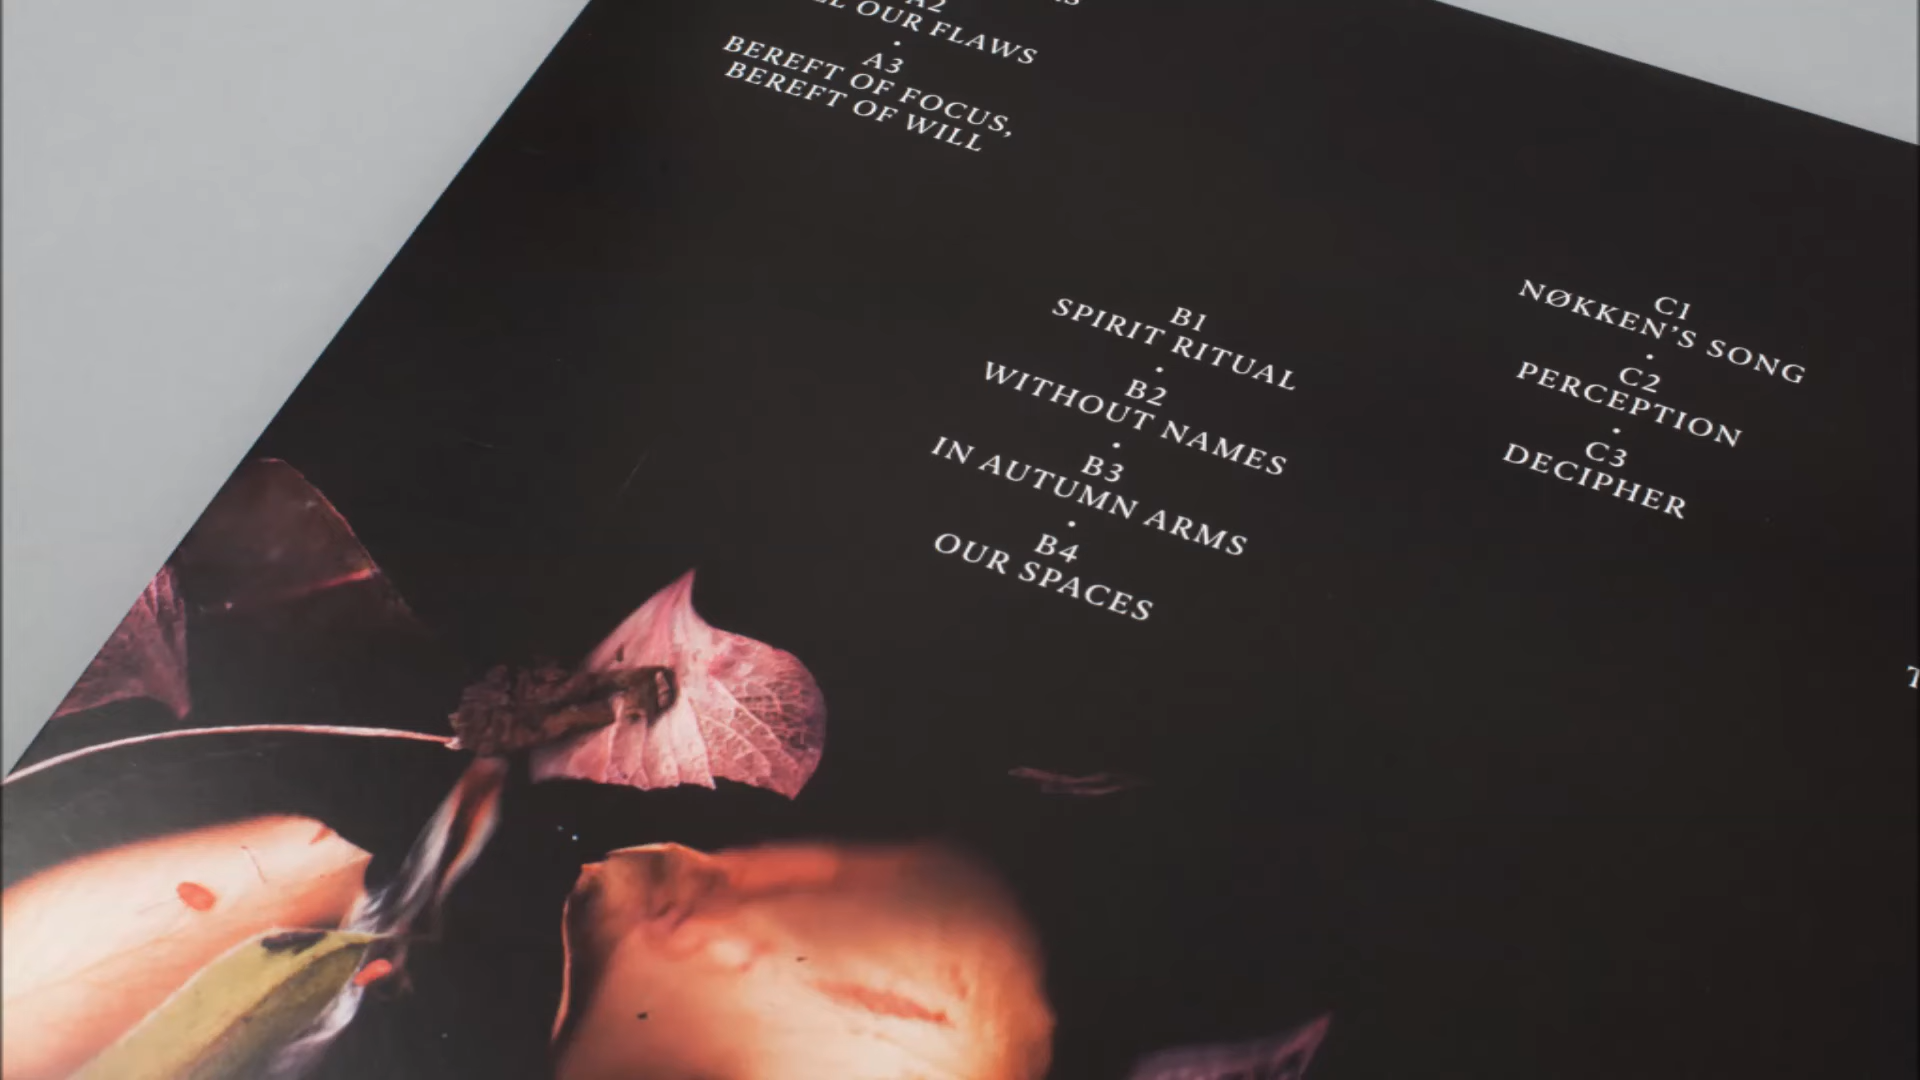 A2
OUR FLAWS
A3
BEREFT OF FOCUS,
BEREFT OF WILL
B1
SPIRIT RITUAL
B2
WITHOUT NAMES
B3
IN AUTUMN ARMS
B4
OUR SPACES
C1
NØKKEN'S SONG
C2
PERCEPTION
C3
DECIPHER